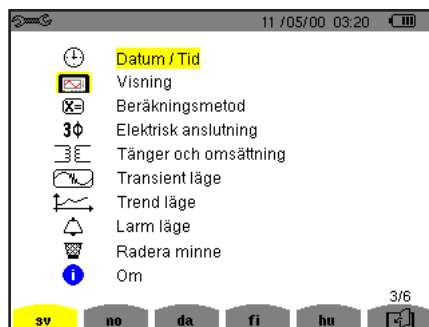 11/05/00 03:20
Datum / Tid
Visning
X= Beräkningsmetod
3ϕ Elektrisk anslutning
Tänger och omsättning
Transient läge
Trend läge
Larm läge
Radera minne
i Om
3/6
sv no da fi hu